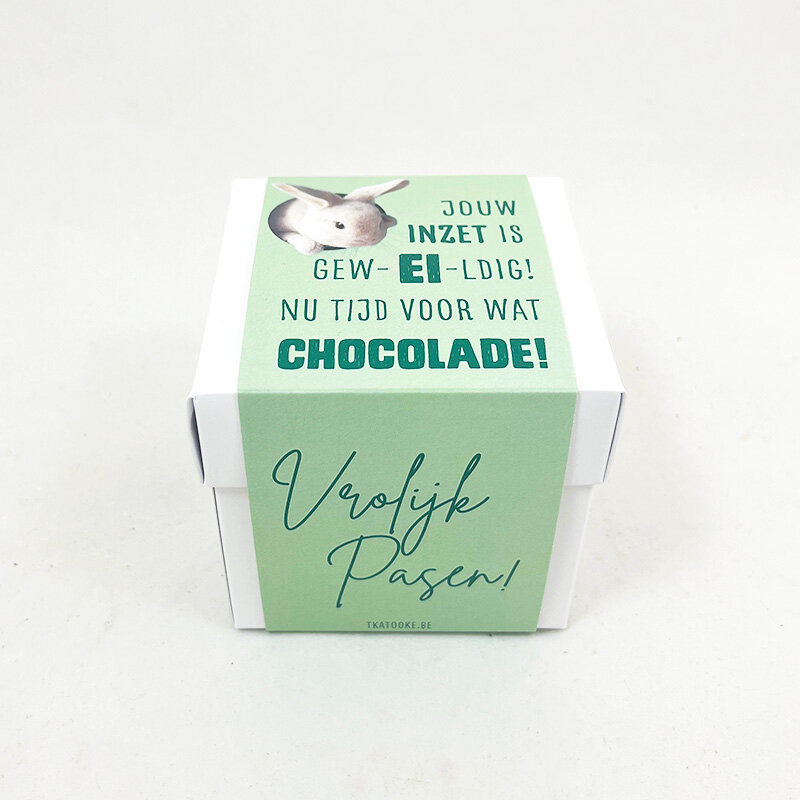 JOUW
INZET IS
GEW-EI-LDIG!
NU TIJD VOOR WAT
CHOCOLADE!
Vrolijk
Pasen!
TKATOOKE.BE